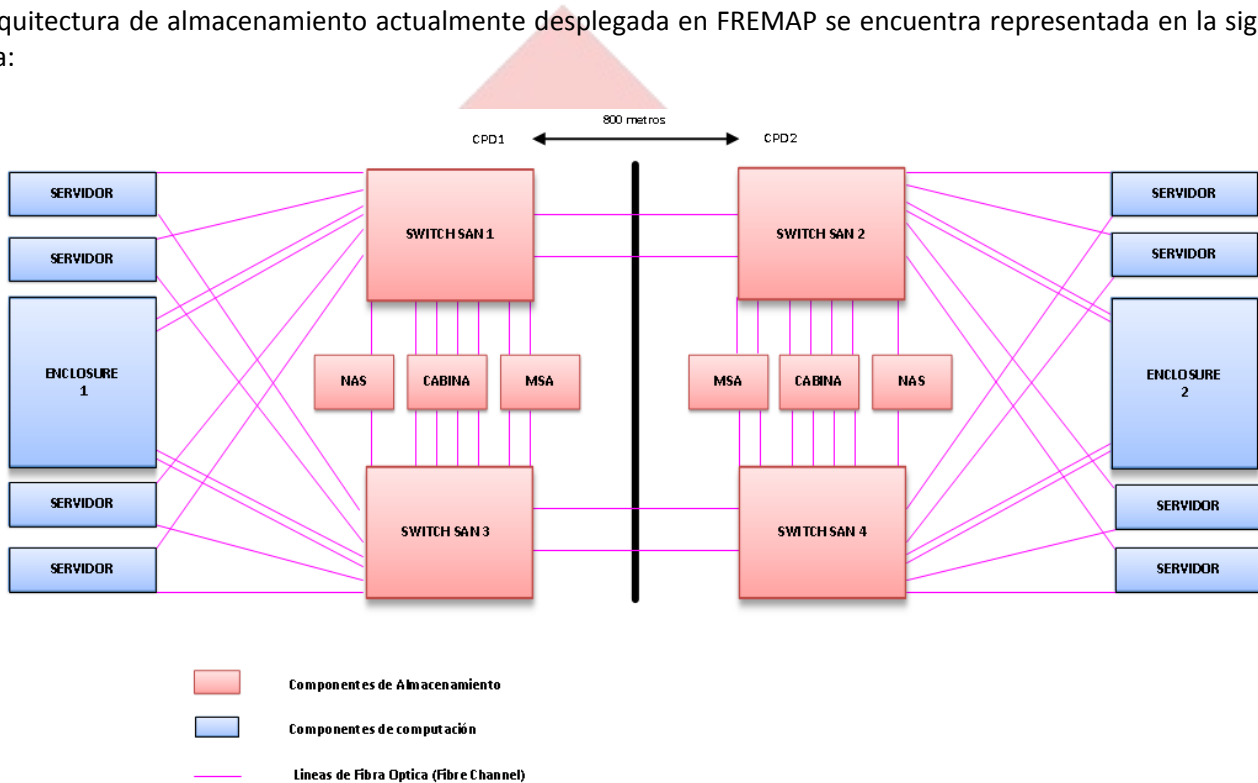 quitectura de almacenamiento actualmente desplegada en FREMAP se encuentra representada en la sig
a:
800 metros
CPD1
CPD2
SERVIDOR
SERVIDOR
ENCLOSURE
1
SERVIDOR
SERVIDOR
SWITCH SAN 1
NAS
CABINA
MSA
SWITCH SAN 3
SWITCH SAN 2
MSA
CABINA
NAS
SWITCH SAN 4
SERVIDOR
SERVIDOR
ENCLOSURE
2
SERVIDOR
SERVIDOR
Componentes de Almacenamiento
Componentes de computación
Lineas de Fibra Optica (Fibre Channel)